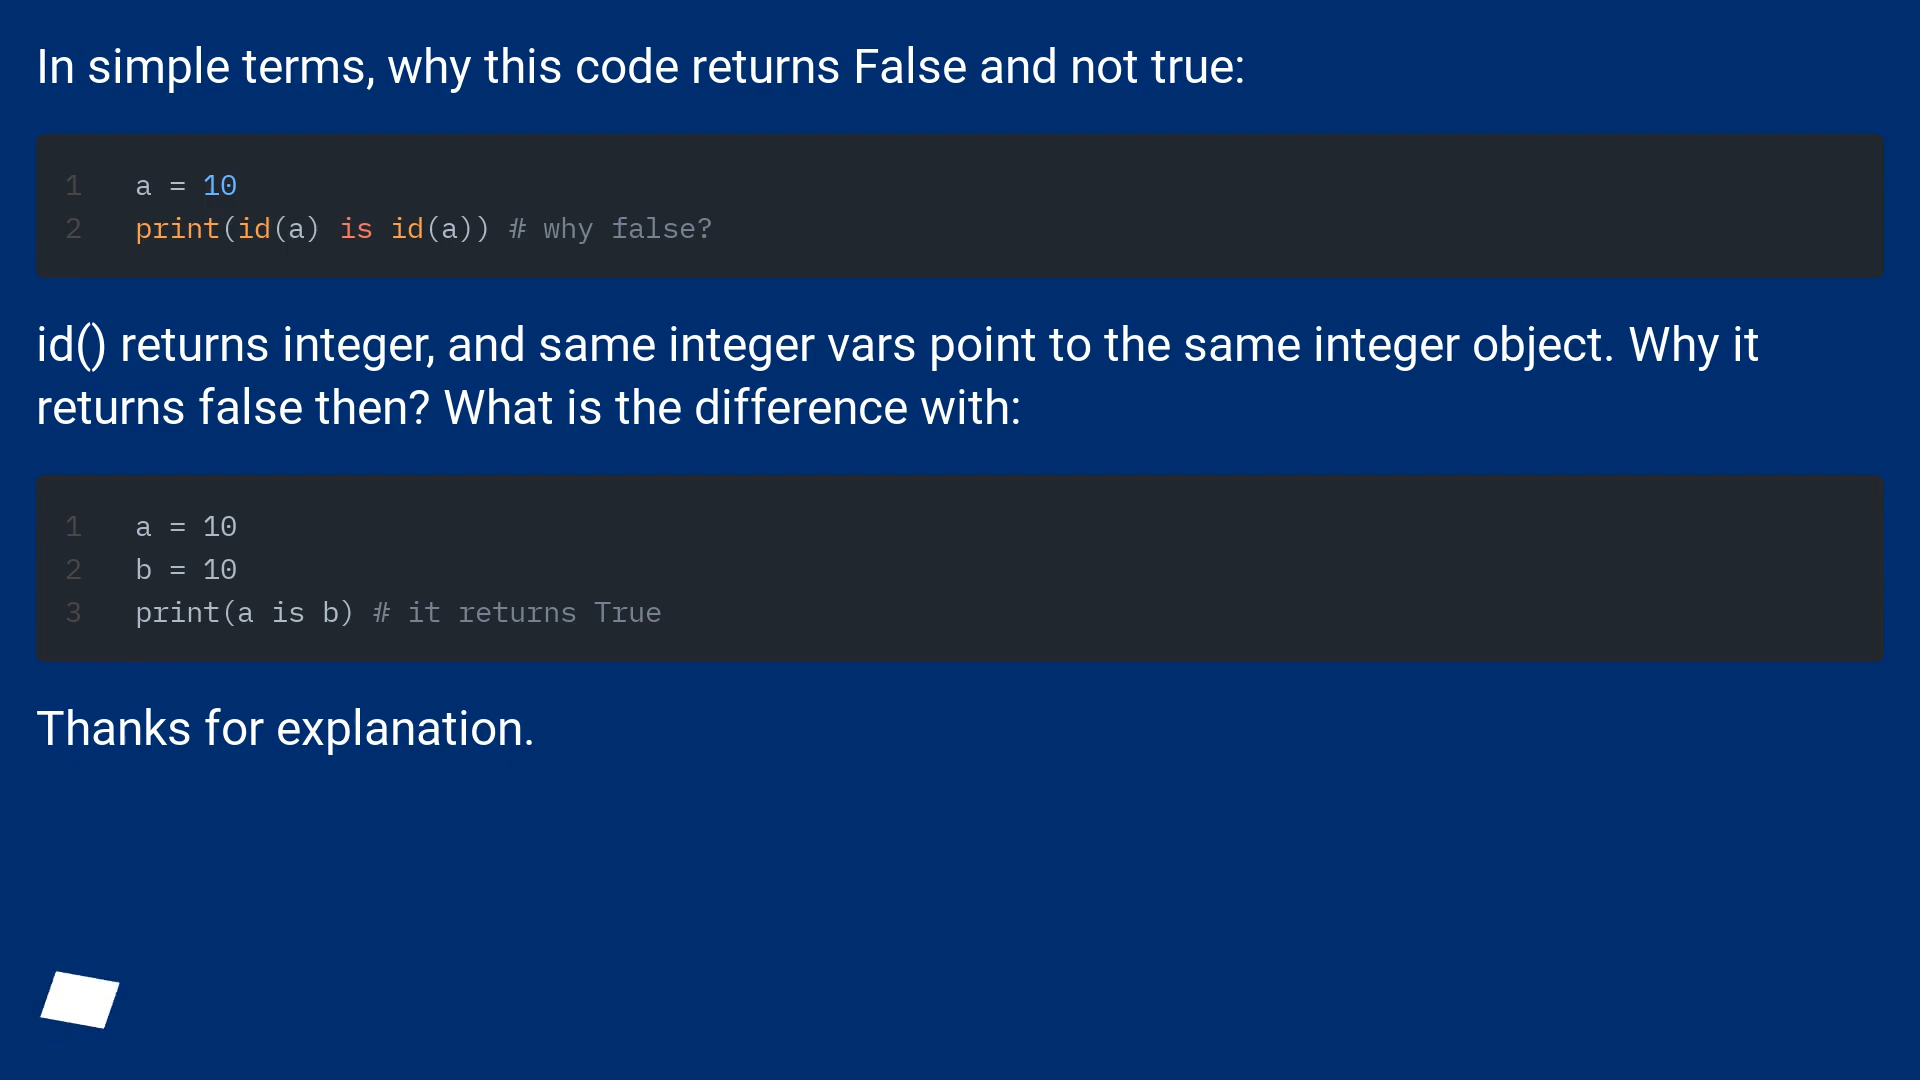 In simple terms, why this code returns False and not true:
1 a = 10
2 print(id(a) is id(a)) # why false?
id() returns integer, and same integer vars point to the same integer object. Why it
returns false then? What is the difference with:
1 a = 10
2 b = 10
3 print(a is b) # it returns True
Thanks for explanation.